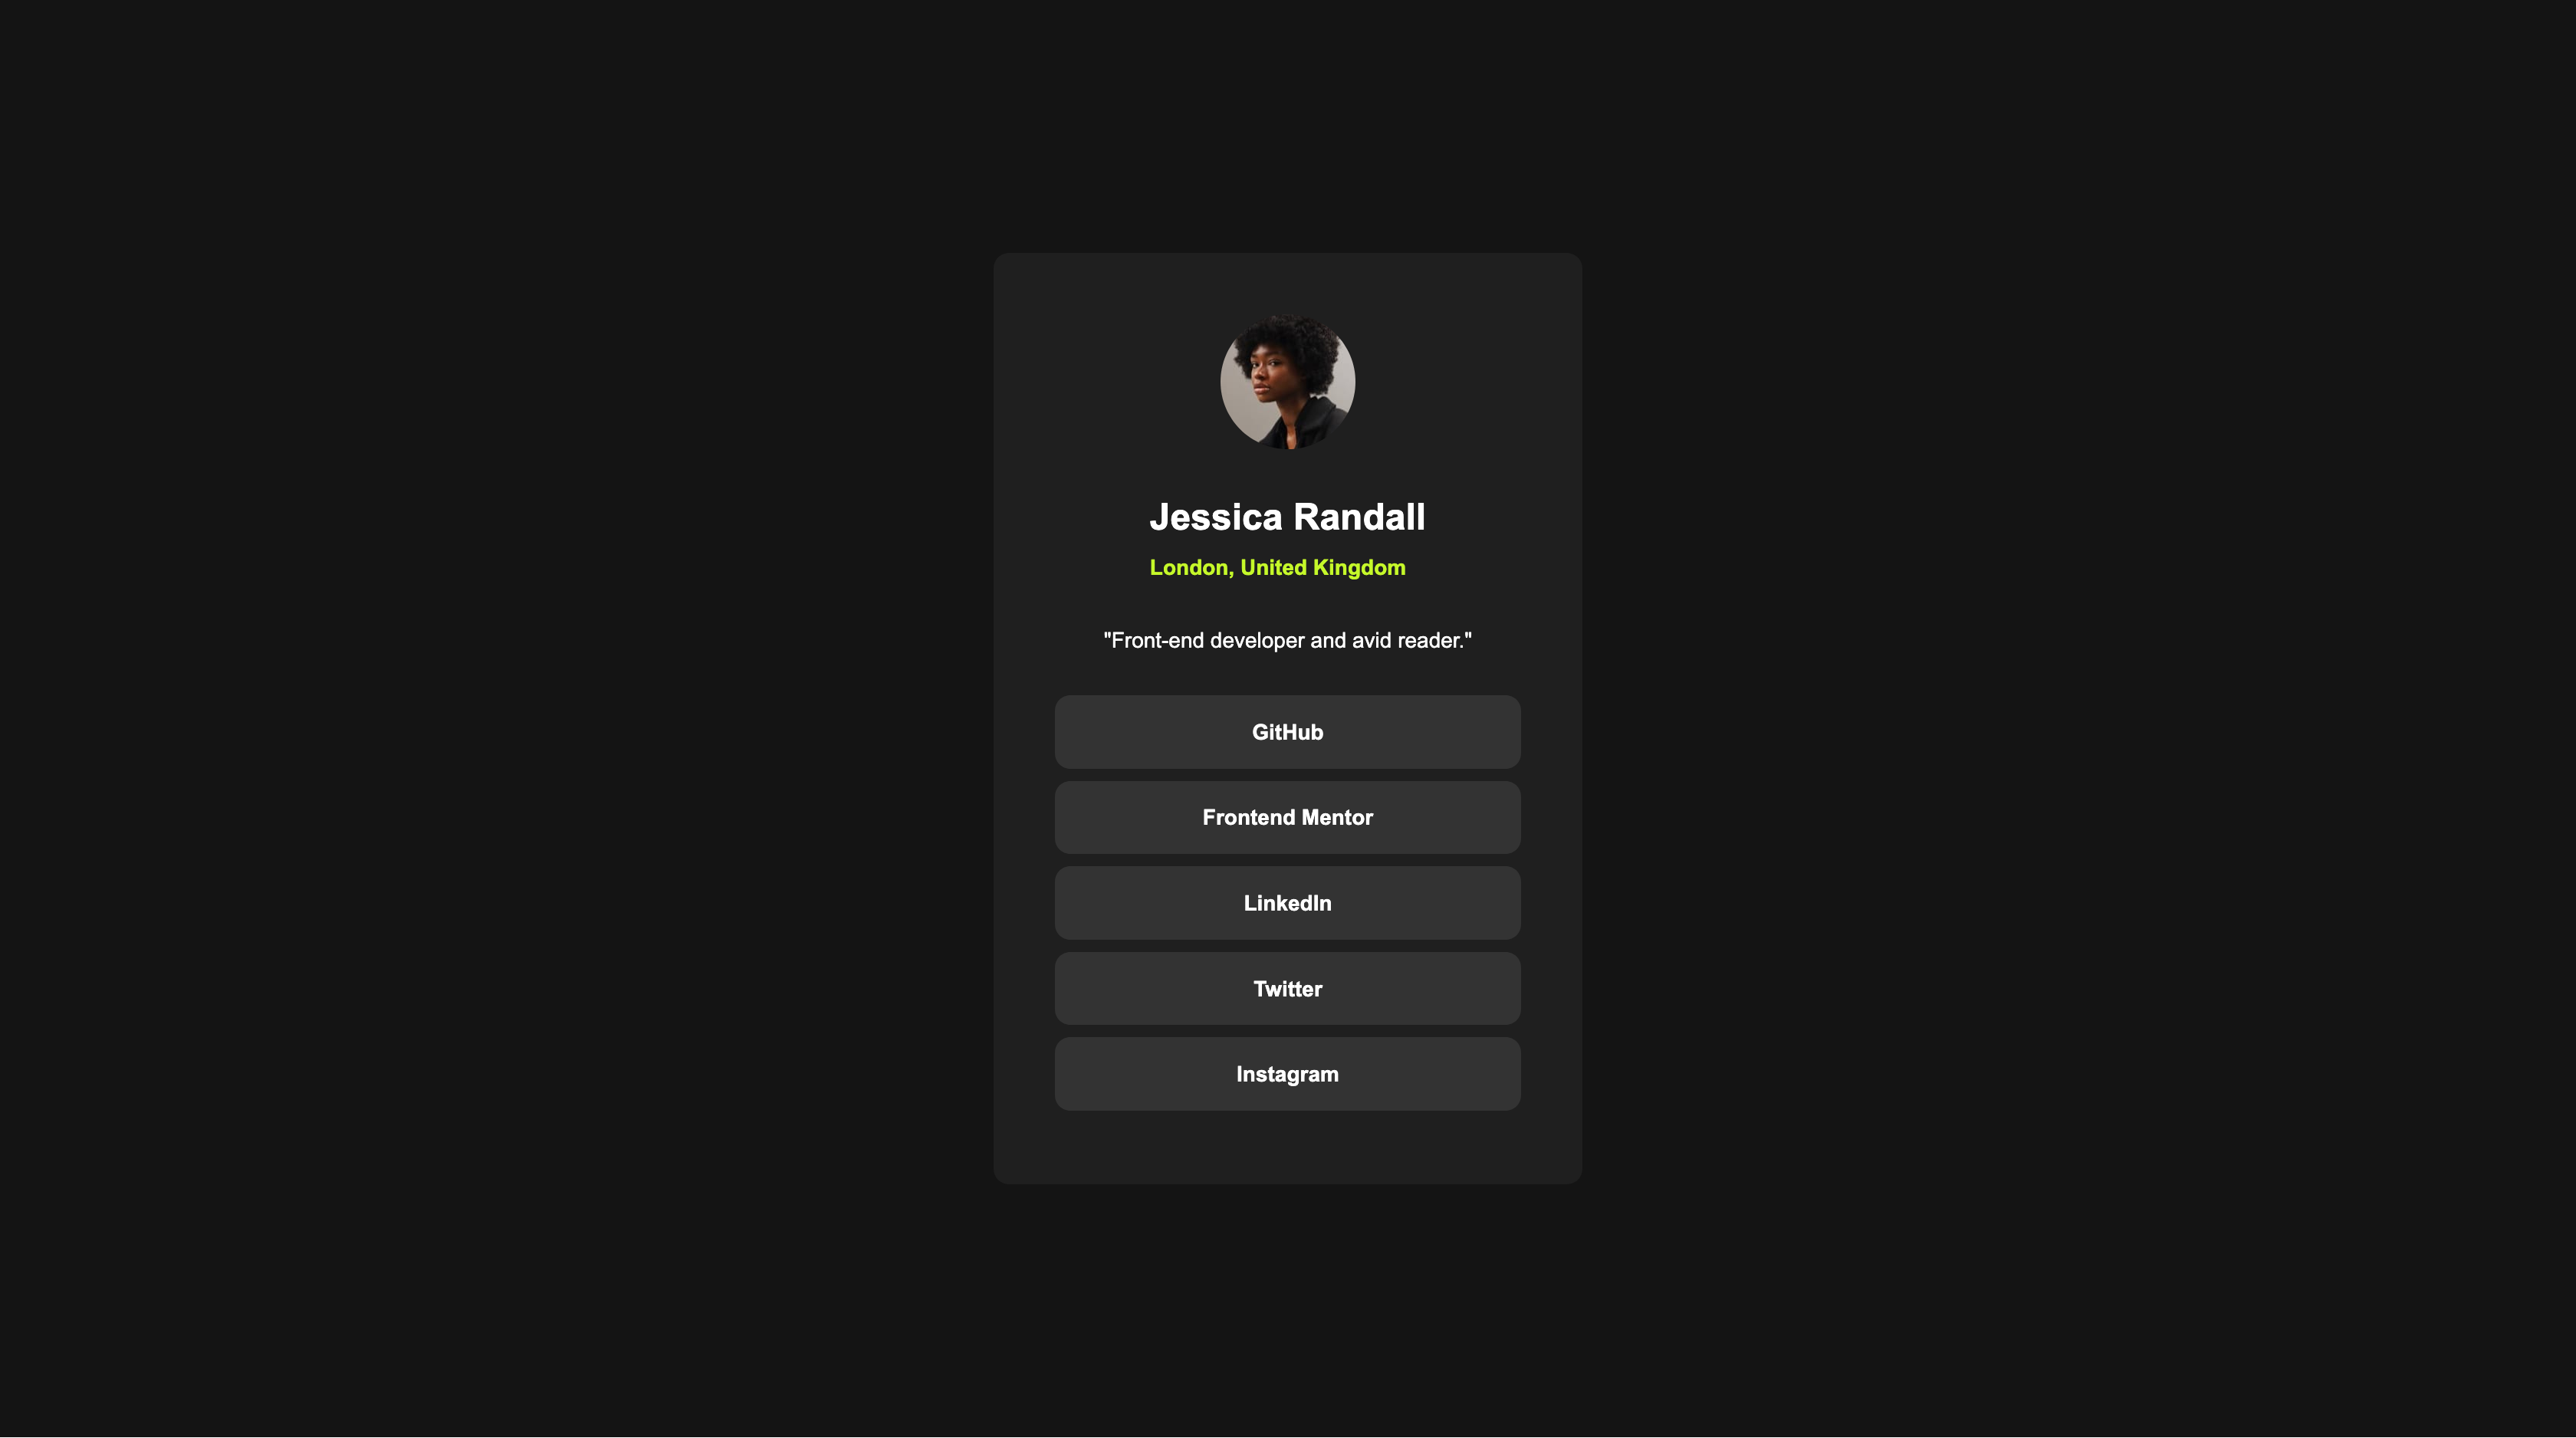 Jessica Randall
London, United Kingdom
"Front-end developer and avid reader."
GitHub
Frontend Mentor
LinkedIn
Twitter
Instagram